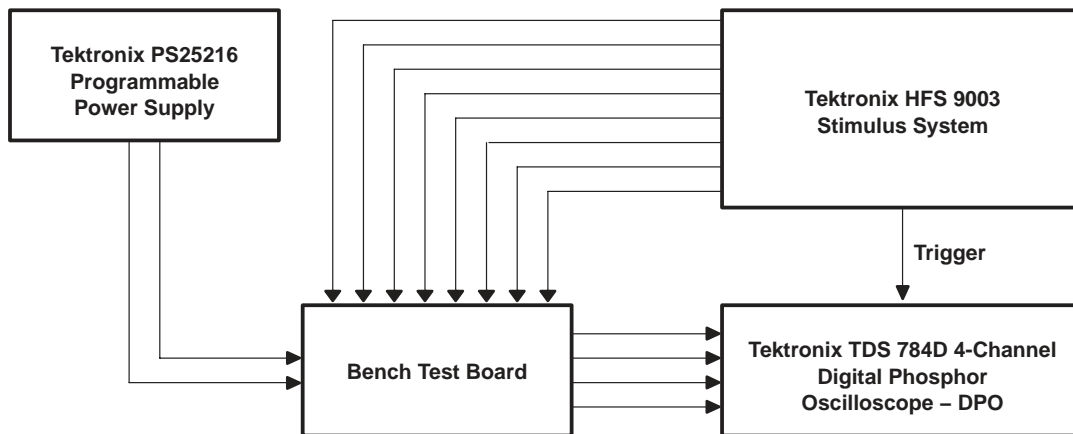 Tektronix PS25216
Programmable
Power Supply
Tektronix HFS 9003
Stimulus System
Trigger
Bench Test Board
Tektronix TDS 784D 4-Channel
Digital Phosphor
Oscilloscope – DPO